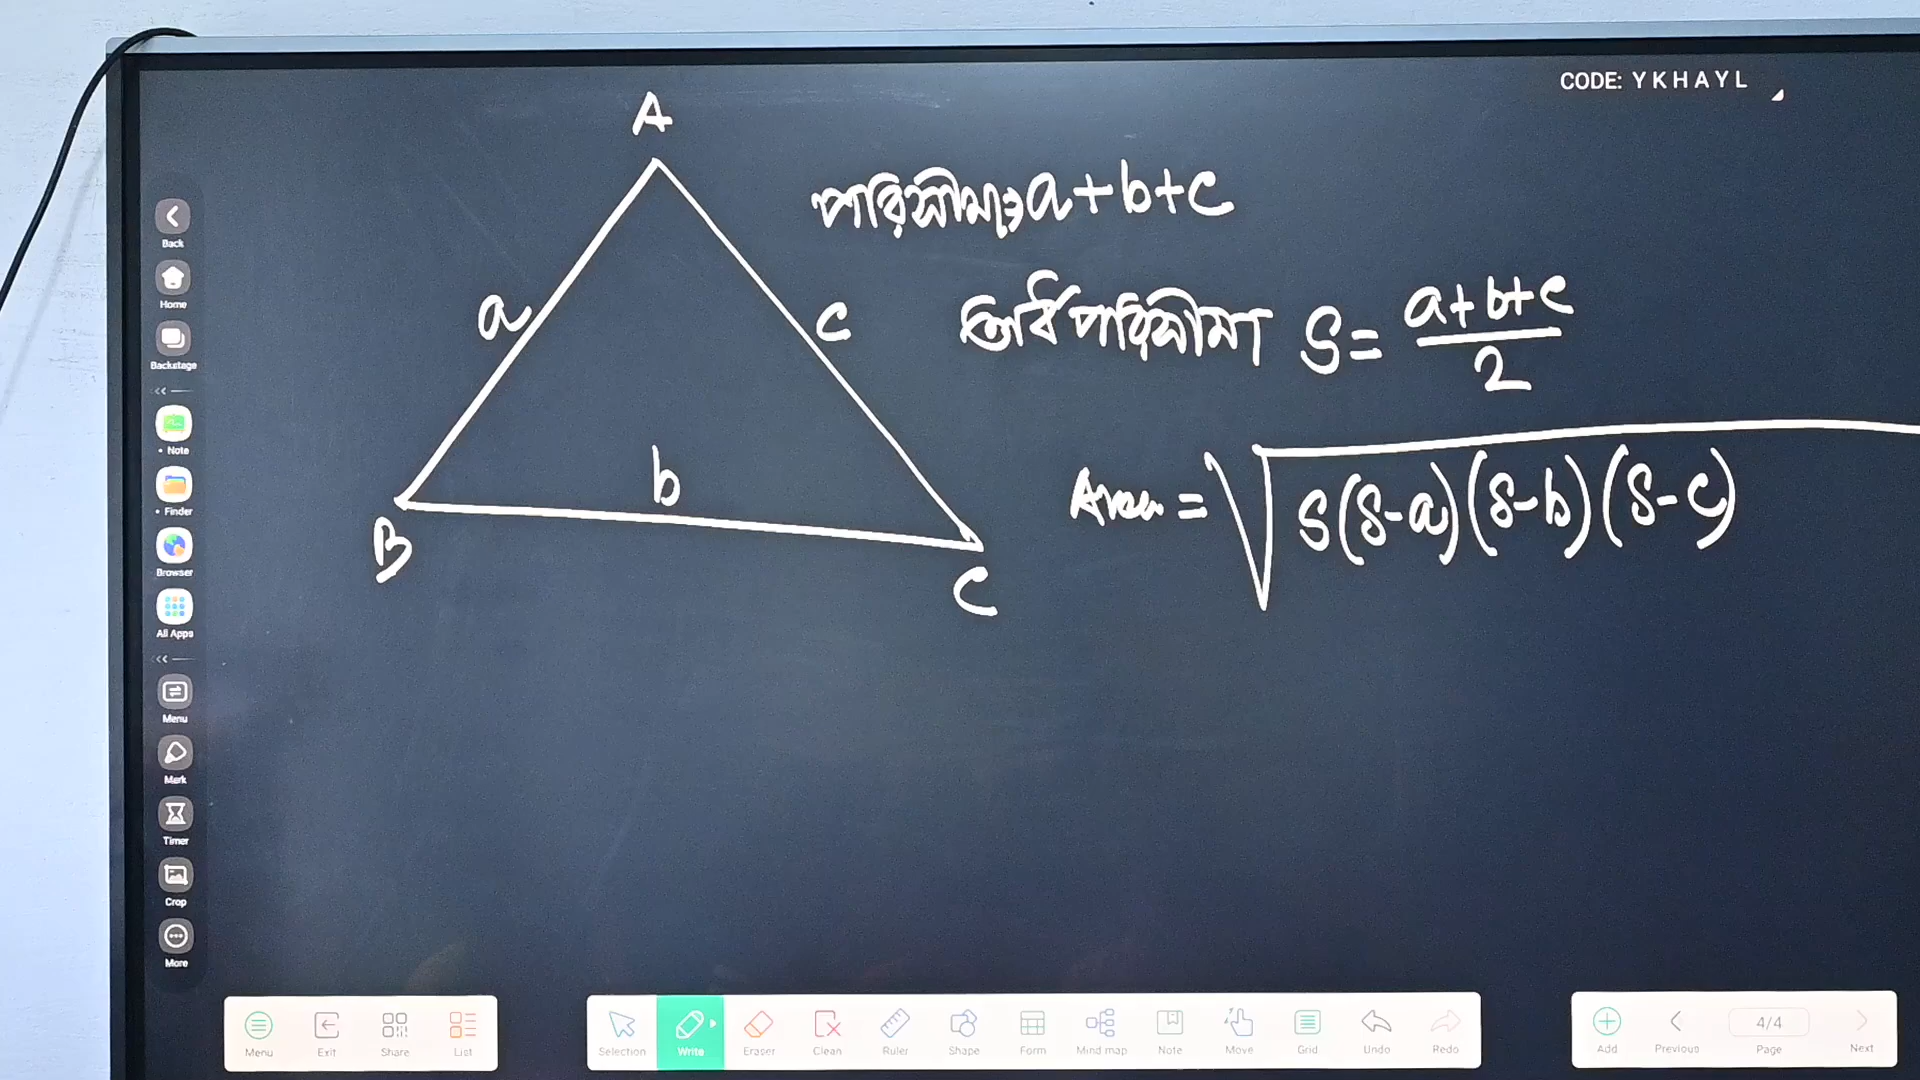 CODE: YKHAYL
A
পরিসীমাঃ a+b+c
a
c
অর্ধপরিসীমা S = \frac{a+b+c}{2}
b
Area = \sqrt{S(S-a)(S-b)(S-c)}
B
C
Back
Home
Backstage
Note
Finder
Browser
All Apps
Menu
Mark
Timer
Crop
More
Menu Exit Share List
Selection Write Eraser Clean Ruler Shape Form Mind map Note Move Grid Undo Redo
Add Previous 4/4 Page Next